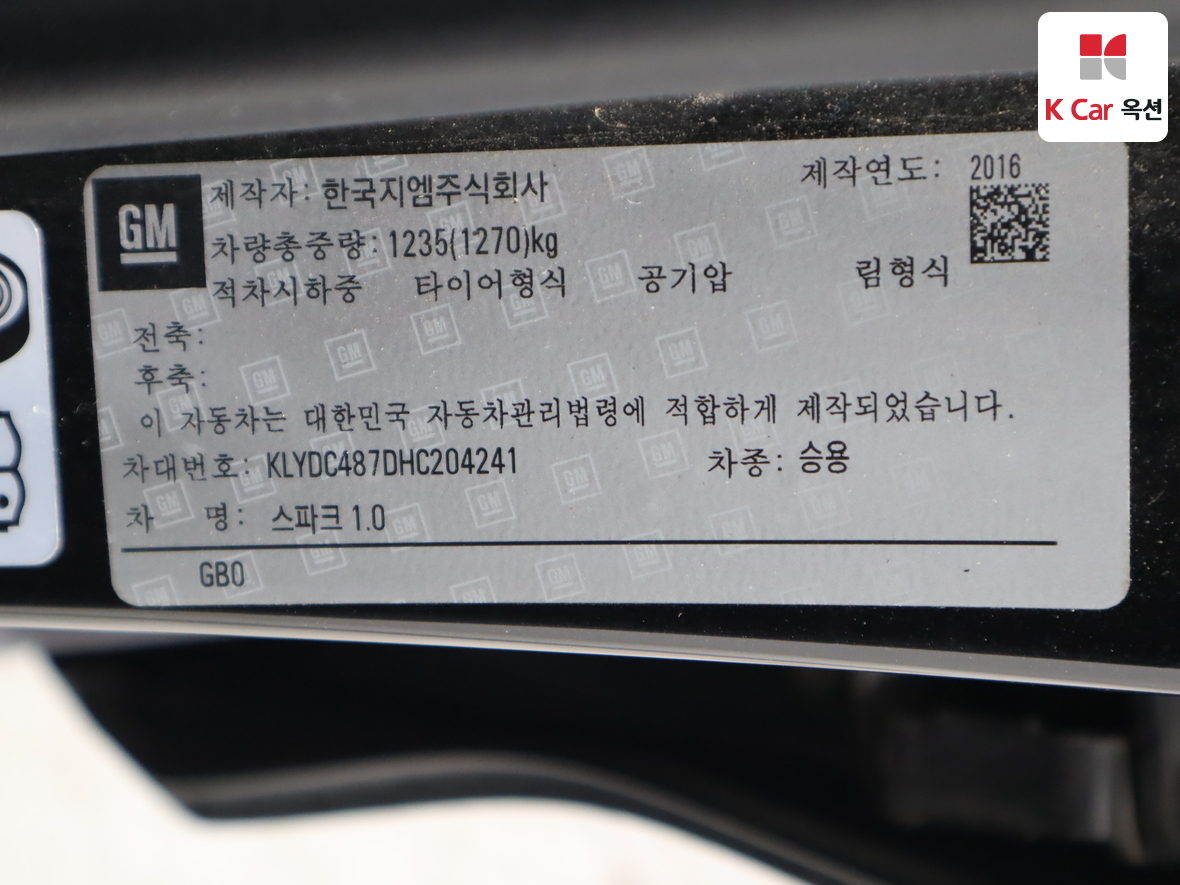 K Car 옥션
GM
제작자: 한국지엠주식회사 제작연도: 2016
차량총중량: 1235(1270)kg
적차시하중 타이어형식 공기압 림형식
전축:
후축:
이 자동차는 대한민국 자동차관리법령에 적합하게 제작되었습니다.
차대번호: KLYDC487DHC204241 차종: 승용
차 명: 스파크 1.0
GB0 -